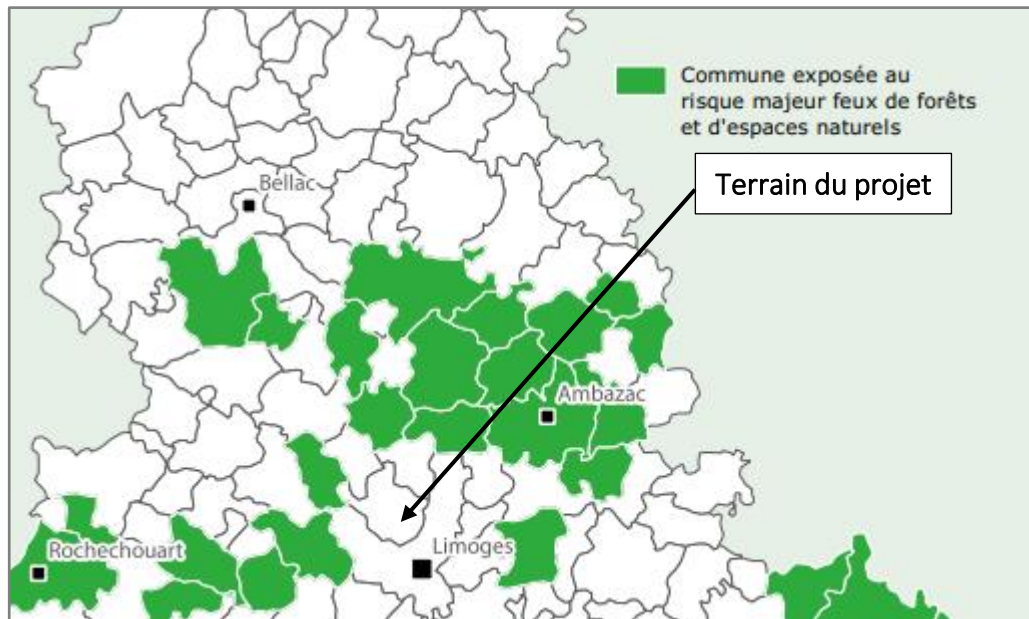 Commune exposée au
risque majeur feux de forêts
et d'espaces naturels
Terrain du projet
Bellac
Ambazac
Limoges
Rochechouart